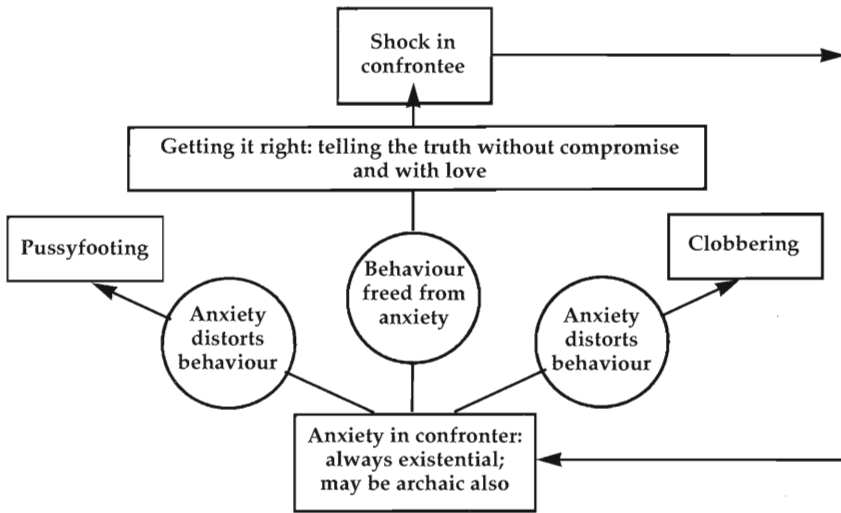 Shock in
confrontee
Getting it right: telling the truth without compromise
and with love
Pussyfooting
Clobbering
Behaviour
freed from
anxiety
Anxiety
distorts
behaviour
Anxiety
distorts
behaviour
Anxiety in confronter:
always existential;
may be archaic also